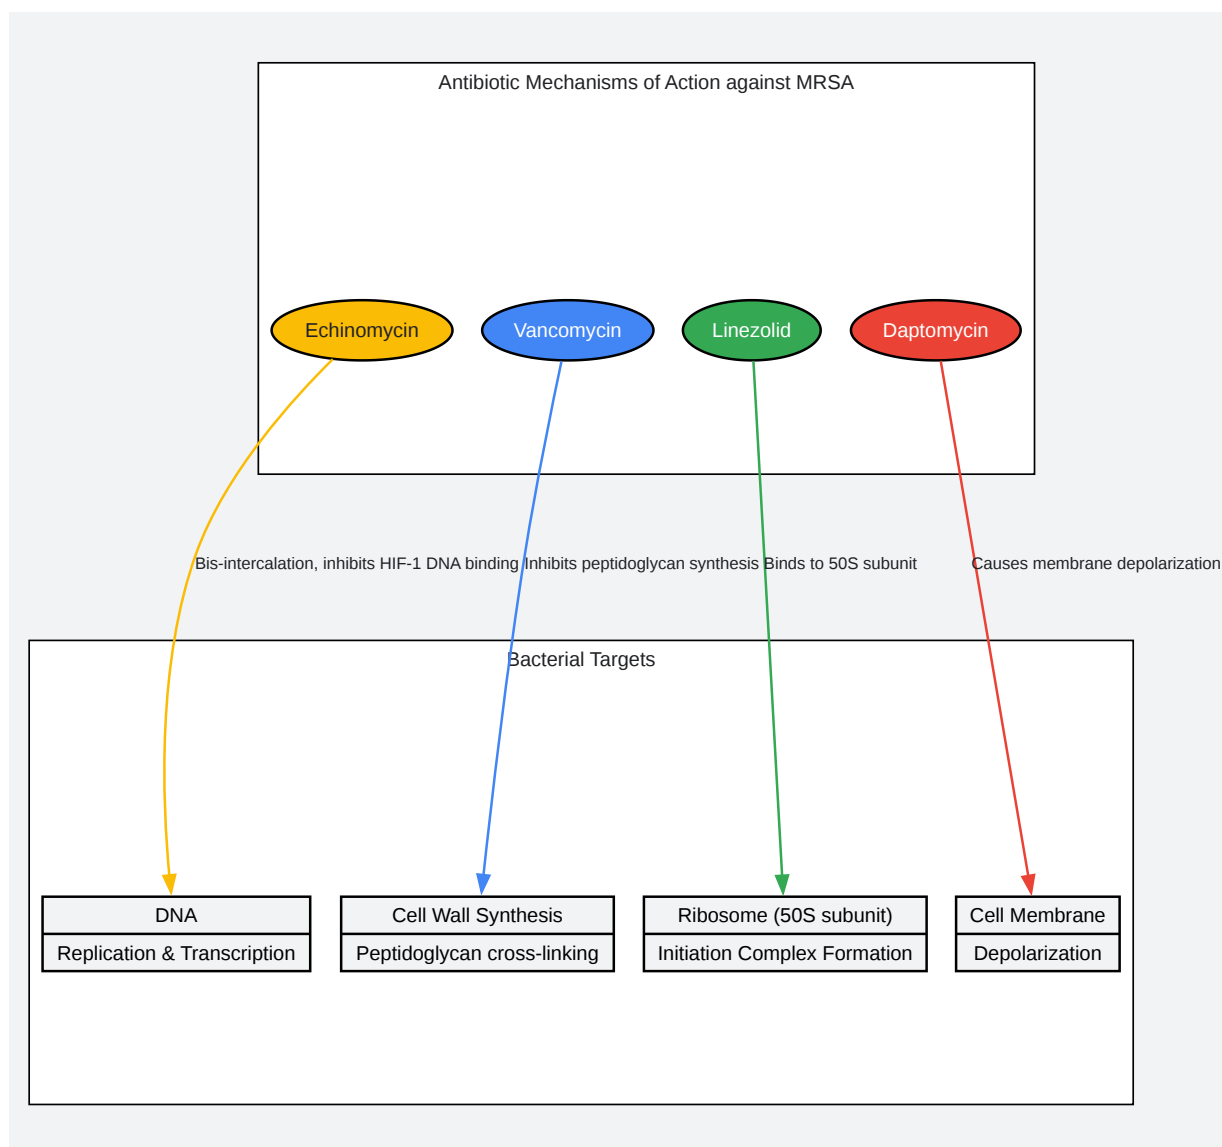 Antibiotic Mechanisms of Action against MRSA
Echinomycin
Vancomycin
Linezolid
Daptomycin
Bis-intercalation, inhibits HIF-1 DNA binding
Inhibits peptidoglycan synthesis
Binds to 50S subunit
Causes membrane depolarization
Bacterial Targets
DNA
Replication & Transcription
Cell Wall Synthesis
Peptidoglycan cross-linking
Ribosome (50S subunit)
Initiation Complex Formation
Cell Membrane
Depolarization